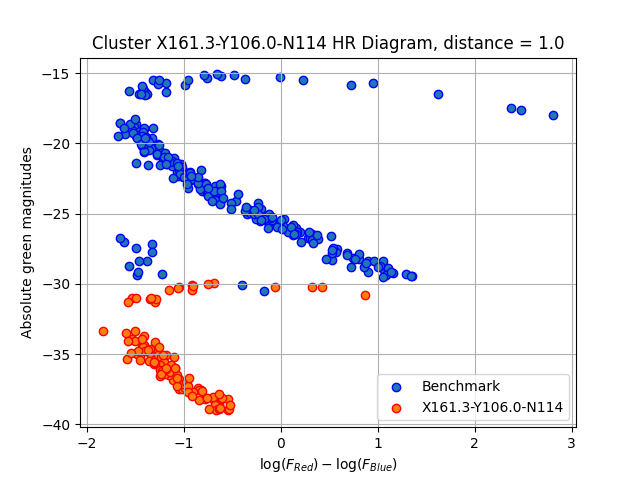 Cluster X161.3-Y106.0-N114 HR Diagram, distance = 1.0
Absolute green magnitudes
−15
−20
−25
−30
−35
−40
−2
−1
0
1
2
3
log(F_Red) − log(F_Blue)
Benchmark
X161.3-Y106.0-N114